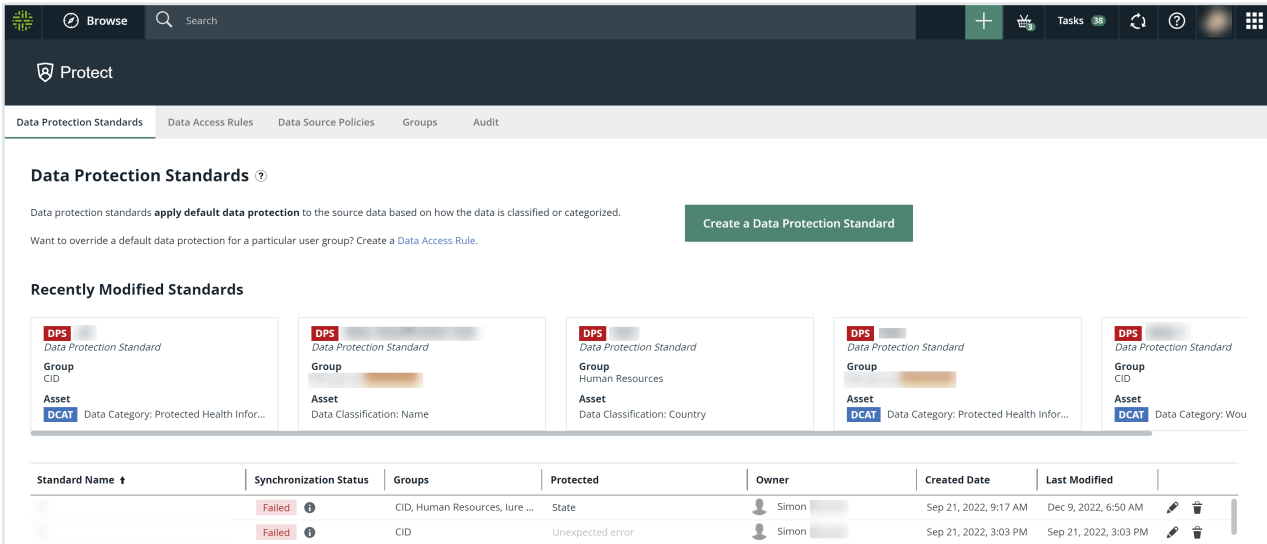 Browse
Search
3
Tasks 38
Protect
Data Protection Standards Data Access Rules Data Source Policies Groups Audit
Data Protection Standards ?
Data protection standards apply default data protection to the source data based on how the data is classified or categorized.
Create a Data Protection Standard
Want to override a default data protection for a particular user group? Create a Data Access Rule.
Recently Modified Standards
DPS
Data Protection Standard
Group
CID
Asset
DCAT Data Category: Protected Health Infor...
DPS
Data Protection Standard
Group
Asset
Data Classification: Name
DPS
Data Protection Standard
Group
Human Resources
Asset
Data Classification: Country
DPS
Data Protection Standard
Group
Asset
DCAT Data Category: Protected Health Infor...
DPS
Data Protection Standard
Group
CID
Asset
DCAT Data Category: Wou
Standard Name Synchronization Status Groups Protected Owner Created Date Last Modified
Failed CID, Human Resources, Iure ... State Simon Sep 21, 2022, 9:17 AM Dec 9, 2022, 6:50 AM
Failed CID Unexpected error Simon Sep 21, 2022, 3:03 PM Sep 21, 2022, 3:03 PM